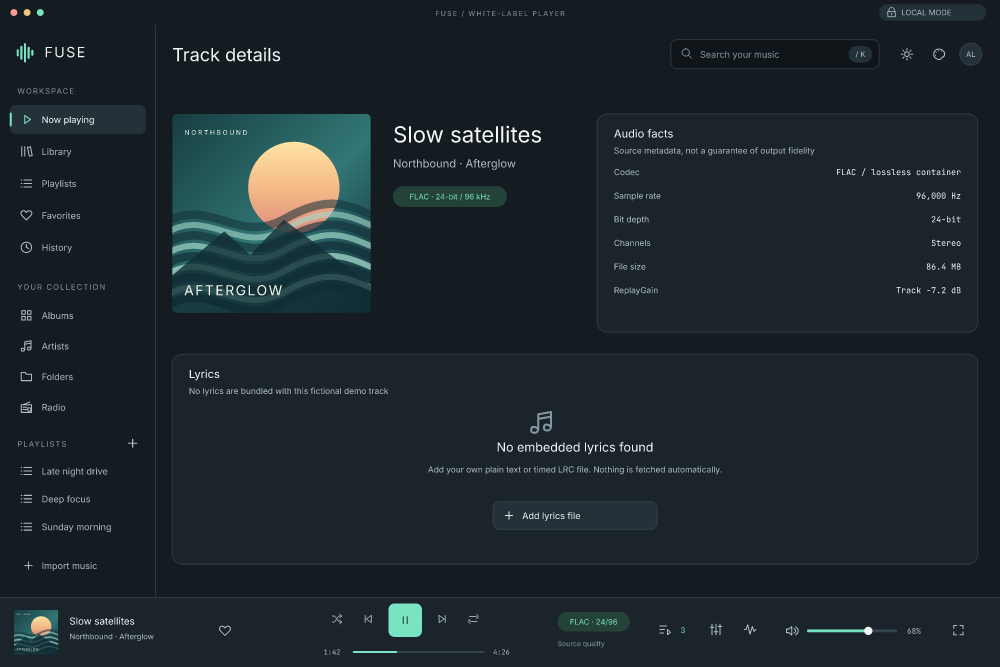 FUSE / WHITE-LABEL PLAYER
LOCAL MODE
FUSE
WORKSPACE
Now playing
Library
Playlists
Favorites
History
YOUR COLLECTION
Albums
Artists
Folders
Radio
PLAYLISTS
Late night drive
Deep focus
Sunday morning
Import music
Track details
Search your music
/ K
AL
NORTHBOUND
AFTERGLOW
Slow satellites
Northbound · Afterglow
FLAC · 24-bit / 96 kHz
Audio facts
Source metadata, not a guarantee of output fidelity
Codec FLAC / lossless container
Sample rate 96,000 Hz
Bit depth 24-bit
Channels Stereo
File size 86.4 MB
ReplayGain Track -7.2 dB
Lyrics
No lyrics are bundled with this fictional demo track
No embedded lyrics found
Add your own plain text or timed LRC file. Nothing is fetched automatically.
Add lyrics file
AFTERGLOW
Slow satellites
Northbound · Afterglow
1:42
4:26
FLAC · 24/96
Source quality
3
68%